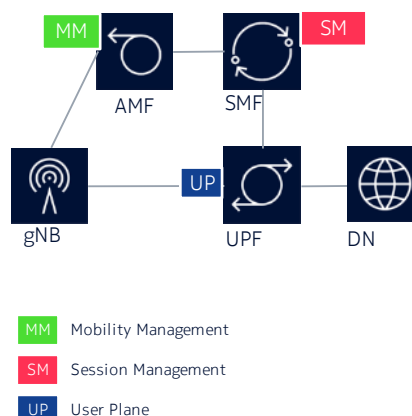 MM
SM
AMF
SMF
UP
gNB
UPF
DN
MM Mobility Management
SM Session Management
UP User Plane